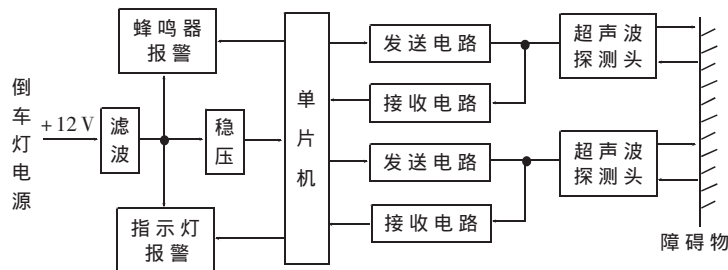 蜂鸣器
报警
发送电路
超声波
探测头
倒车灯电源
+12V
滤波
稳压
单片机
接收电路
发送电路
超声波
探测头
指示灯
报警
接收电路
障碍物